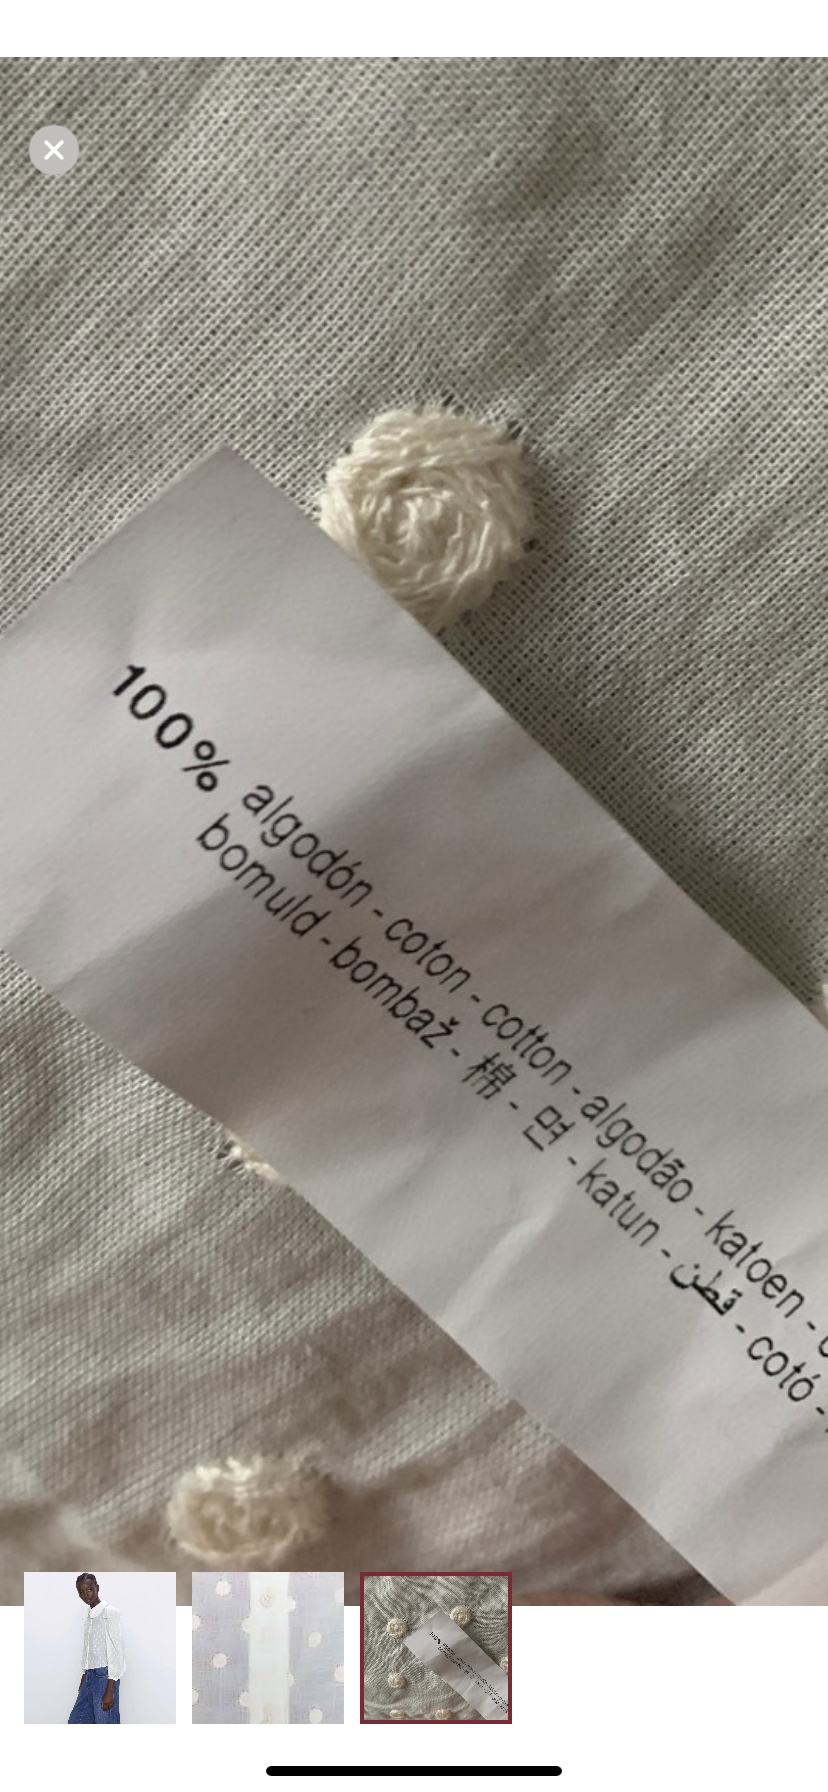 100% algodón - coton - cotton - algodão - katoen -
bomuld - bombaž - 棉 - 면 - katun - قطن - cotó -